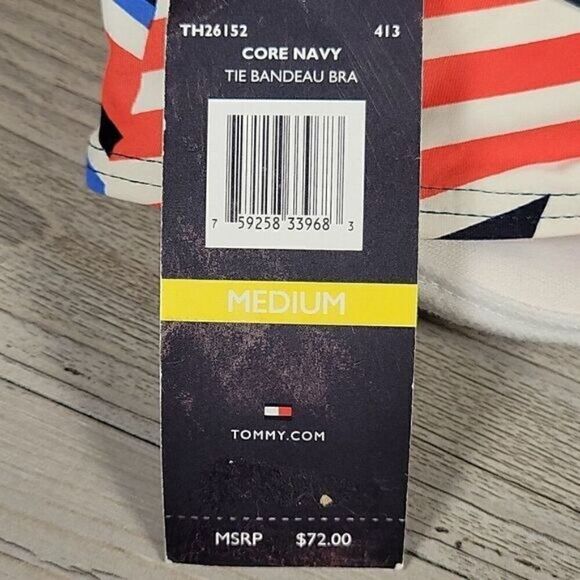 TH26152 413
CORE NAVY
TIE BANDEAU BRA
7 59258 33968 3
MEDIUM
TOMMY.COM
MSRP $72.00